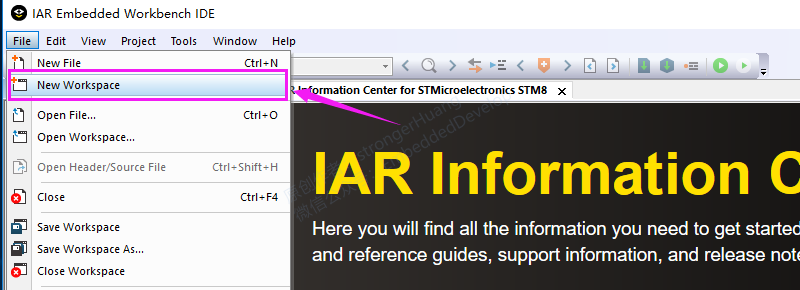 IAR Embedded Workbench IDE
File Edit View Project Tools Window Help
New File Ctrl+N
New Workspace
R Information Center for STMicroelectronics STM8
Open File... Ctrl+O
Open Workspace...
Open Header/Source File Ctrl+Shift+H
IAR Information C
Close Ctrl+F4
Save Workspace
Here you will find all the information you need to get started
Save Workspace As...
and reference guides, support information, and release note
Close Workspace